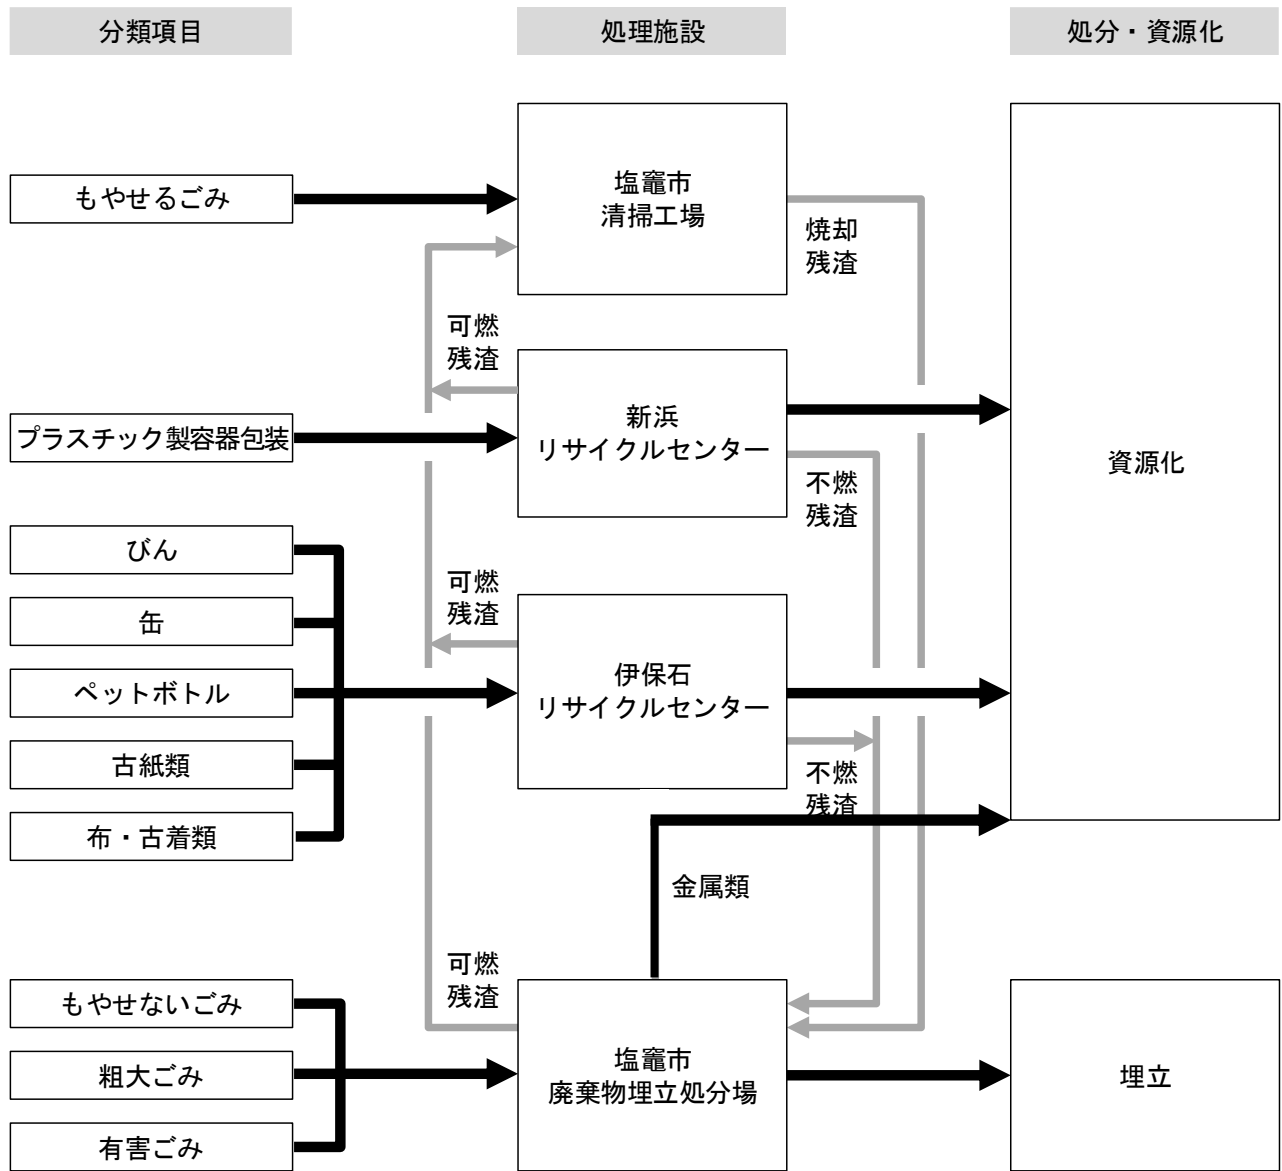 分類項目
処理施設
処分・資源化
もやせるごみ
塩竈市
清掃工場
焼却
残渣
可燃
残渣
プラスチック製容器包装
新浜
リサイクルセンター
不燃
残渣
資源化
びん
缶
ペットボトル
古紙類
布・古着類
可燃
残渣
伊保石
リサイクルセンター
不燃
残渣
金属類
可燃
残渣
もやせないごみ
粗大ごみ
有害ごみ
塩竈市
廃棄物埋立処分場
埋立